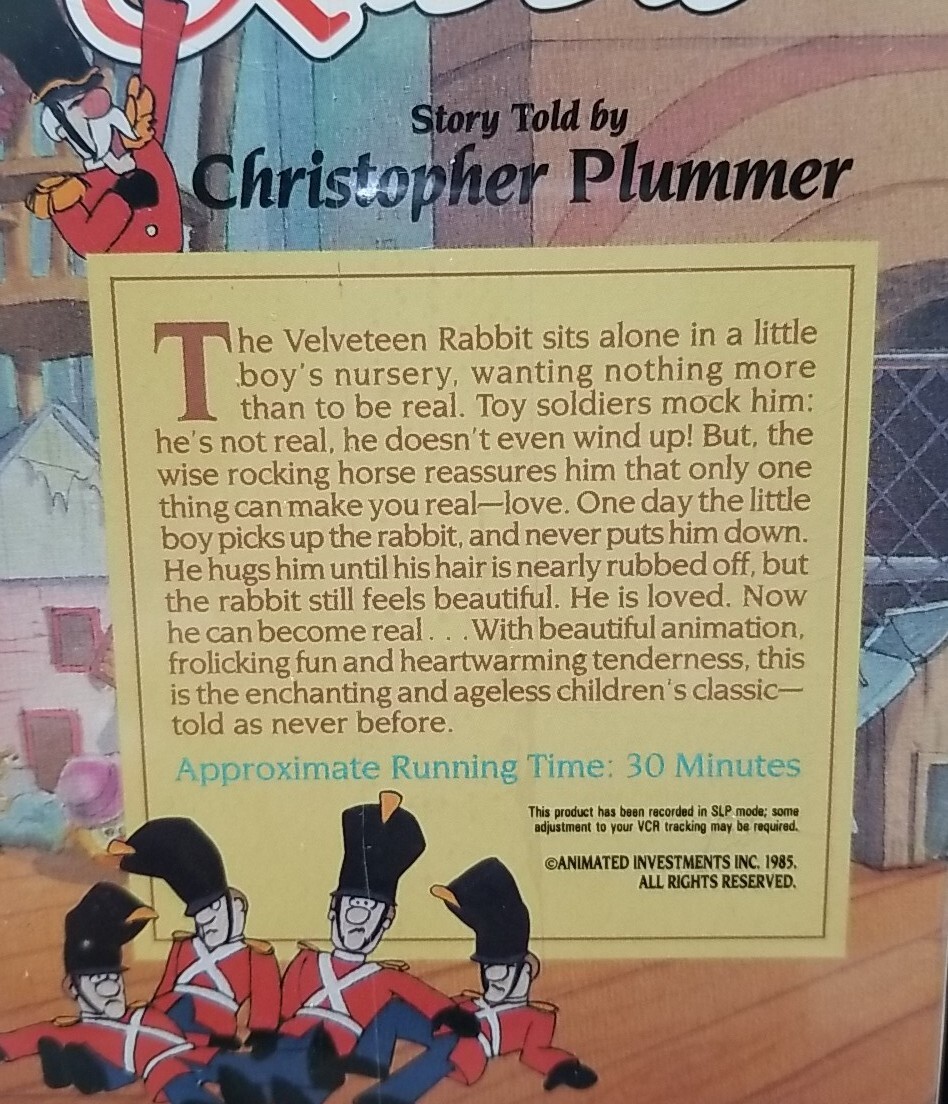 Story Told by
Christopher Plummer
The Velveteen Rabbit sits alone in a little
boy's nursery, wanting nothing more
than to be real. Toy soldiers mock him:
he's not real, he doesn't even wind up! But, the
wise rocking horse reassures him that only one
thing can make you real—love. One day the little
boy picks up the rabbit, and never puts him down.
He hugs him until his hair is nearly rubbed off, but
the rabbit still feels beautiful. He is loved. Now
he can become real . . .With beautiful animation,
frolicking fun and heartwarming tenderness, this
is the enchanting and ageless children's classic—
told as never before.
Approximate Running Time: 30 Minutes
This product has been recorded in SLP mode; some
adjustment to your VCR tracking may be required.
©ANIMATED INVESTMENTS INC. 1985.
ALL RIGHTS RESERVED.